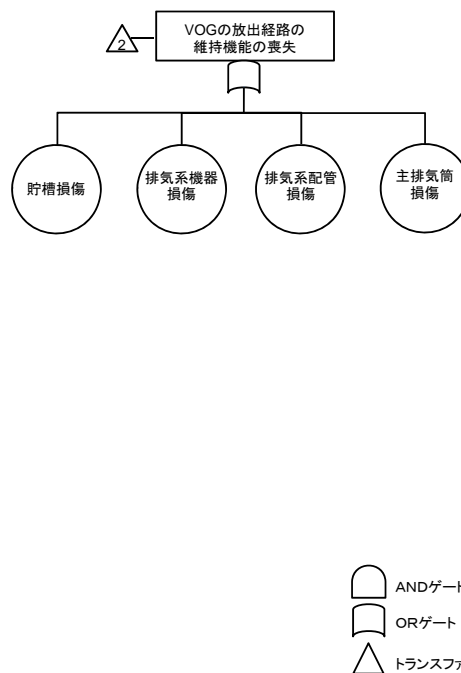 VOGの放出経路の
維持機能の喪失
2
貯槽損傷
排気系機器
損傷
排気系配管
損傷
主排気筒
損傷
ANDゲート
ORゲート
トランスファ